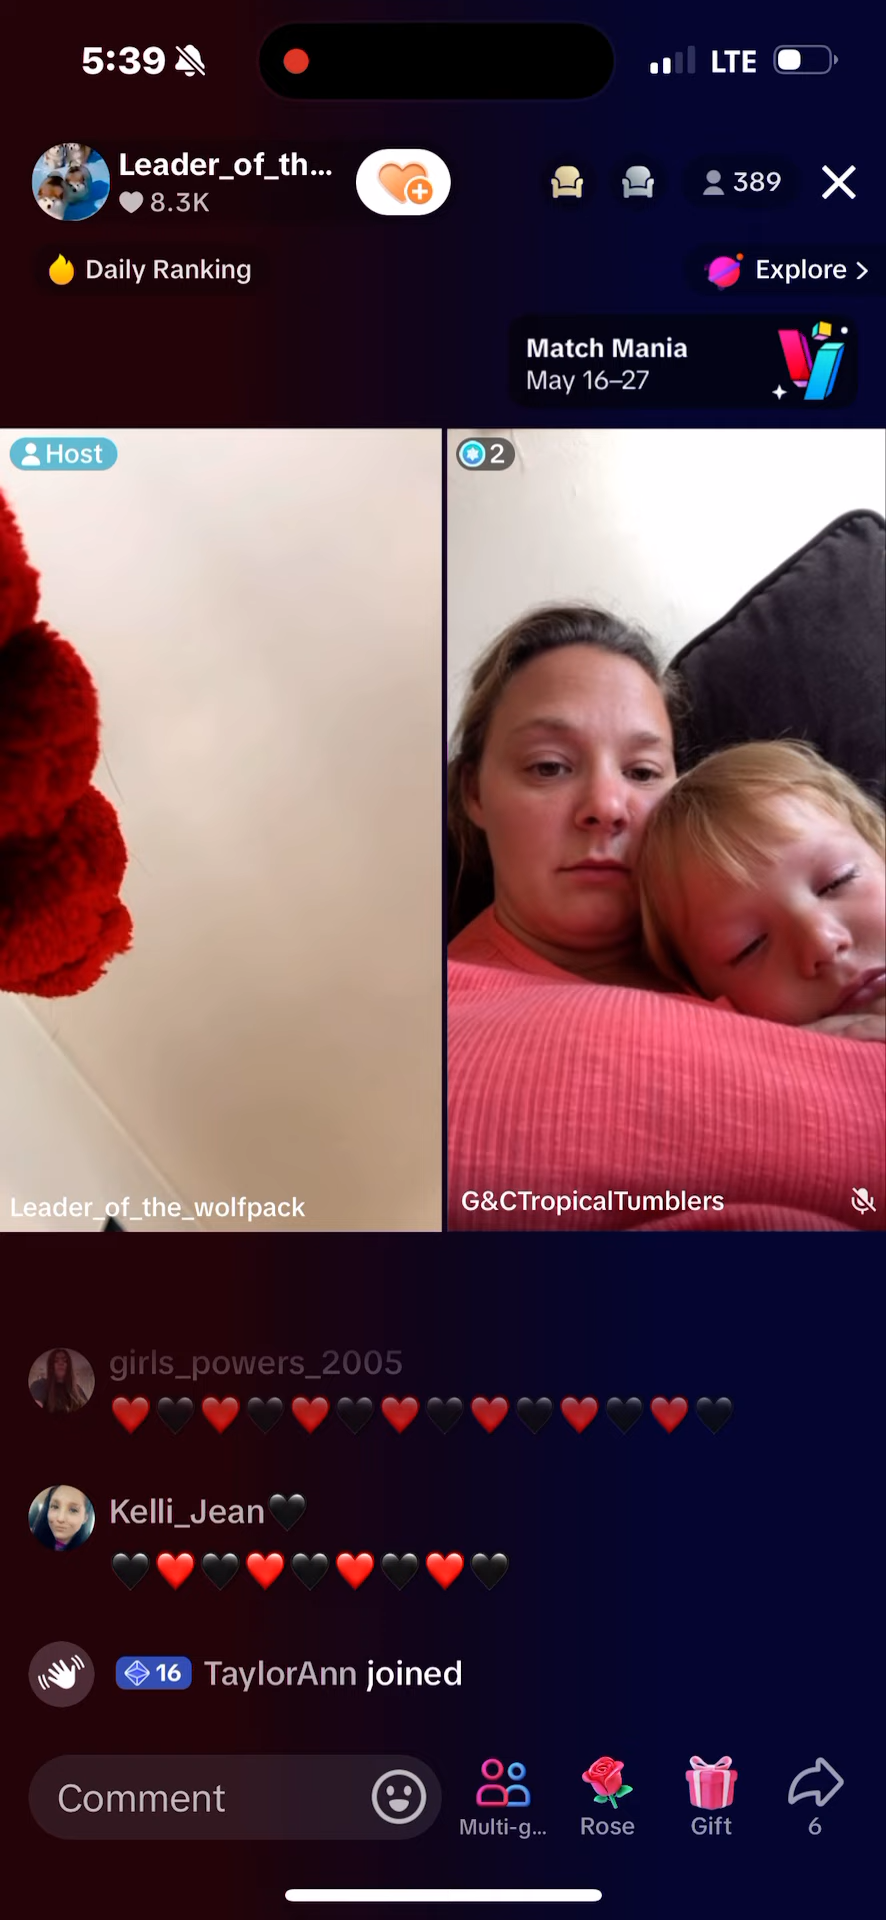 5:39
LTE
Leader_of_th...
8.3K
389
Daily Ranking
Explore >
Match Mania
May 16–27
Host
2
Leader_of_the_wolfpack
G&CTropicalTumblers
girls_powers_2005
❤️🖤❤️🖤❤️🖤❤️🖤❤️🖤❤️🖤❤️🖤
Kelli_Jean🖤
🖤❤️🖤❤️🖤❤️🖤❤️🖤
16 TaylorAnn joined
Comment
Multi-g...
Rose
Gift
6